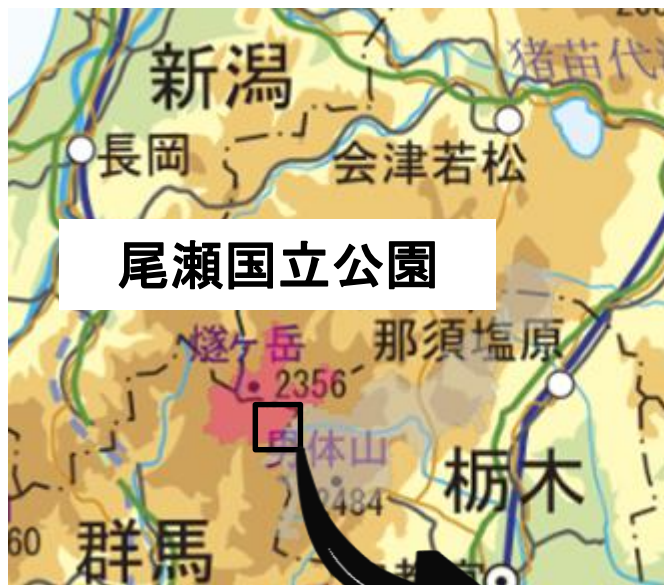 新潟
猪苗代
長岡
会津若松
尾瀬国立公園
燧ヶ岳
那須塩原
2356
男体山
栃木
2484
60
群馬